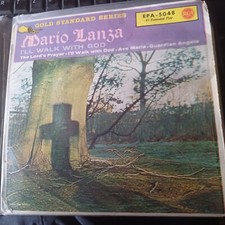 GOLD STANDARD SERIES
Mario Lanza
I'LL WALK WITH GOD
The Lord's Prayer · I'll Walk with God · Ave Maria · Guardian Angels
EPA-5048